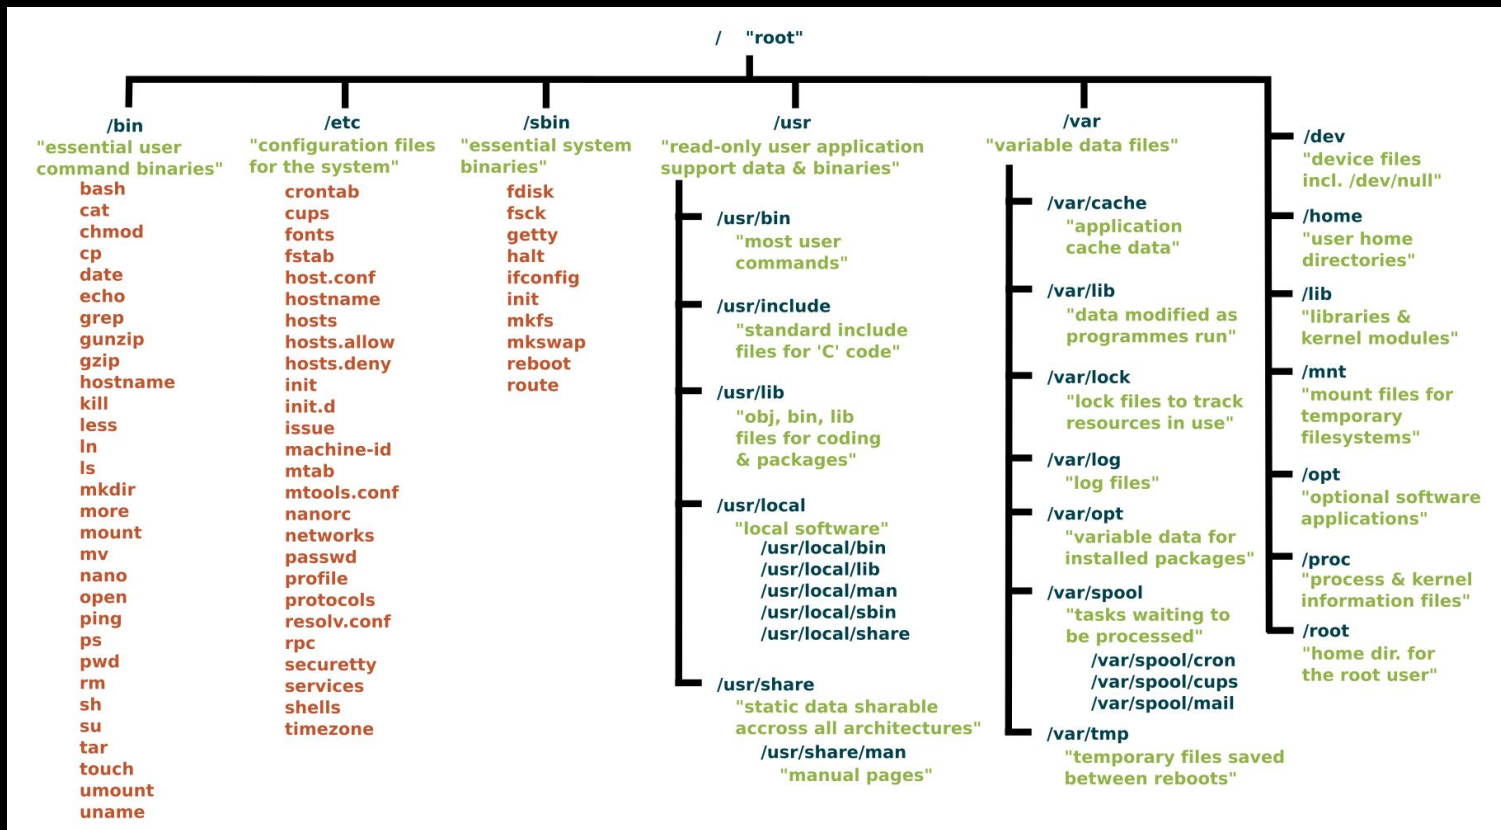 / "root"
/bin
"essential user
command binaries"
bash
cat
chmod
cp
date
echo
grep
gunzip
gzip
hostname
kill
less
ln
ls
mkdir
more
mount
mv
nano
open
ping
ps
pwd
rm
sh
su
tar
touch
umount
uname
/etc
"configuration files
for the system"
crontab
cups
fonts
fstab
host.conf
hostname
hosts
hosts.allow
hosts.deny
init
init.d
issue
machine-id
mtab
mtools.conf
nanorc
networks
passwd
profile
protocols
resolv.conf
rpc
securetty
services
shells
timezone
/sbin
"essential system
binaries"
fdisk
fsck
getty
halt
ifconfig
init
mkfs
mkswap
reboot
route
/usr
"read-only user application
support data & binaries"
/usr/bin
"most user
commands"
/usr/include
"standard include
files for 'C' code"
/usr/lib
"obj, bin, lib
files for coding
& packages"
/usr/local
"local software"
/usr/local/bin
/usr/local/lib
/usr/local/man
/usr/local/sbin
/usr/local/share
/usr/share
"static data sharable
accross all architectures"
/usr/share/man
"manual pages"
/var
"variable data files"
/var/cache
"application
cache data"
/var/lib
"data modified as
programmes run"
/var/lock
"lock files to track
resources in use"
/var/log
"log files"
/var/opt
"variable data for
installed packages"
/var/spool
"tasks waiting to
be processed"
/var/spool/cron
/var/spool/cups
/var/spool/mail
/var/tmp
"temporary files saved
between reboots"
/dev
"device files
incl. /dev/null"
/home
"user home
directories"
/lib
"libraries &
kernel modules"
/mnt
"mount files for
temporary
filesystems"
/opt
"optional software
applications"
/proc
"process & kernel
information files"
/root
"home dir. for
the root user"